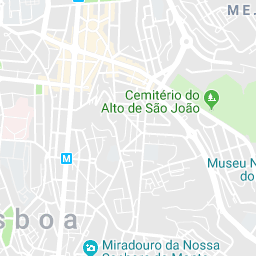 ME
Cemitério do
Alto de São João
Museu N
do
M
sboa
Miradouro da Nossa
Senhora do Monte